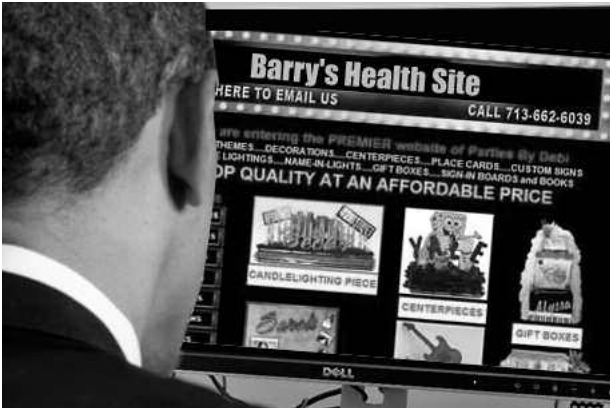 Barry's Health Site
HERE TO EMAIL US
CALL 713-662-6039
are entering the PREMIER website of Parties By Debi
THEMES....DECORATIONS....CENTERPIECES....PLACE CARDS....CUSTOM SIGNS
LIGHTINGS....NAME-IN-LIGHTS....GIFT BOXES....SIGN-IN BOARDS and BOOKS
QUALITY AT AN AFFORDABLE PRICE
CANDLELIGHTING PIECE
CENTERPIECES
GIFT BOXES
Sarah
DELL